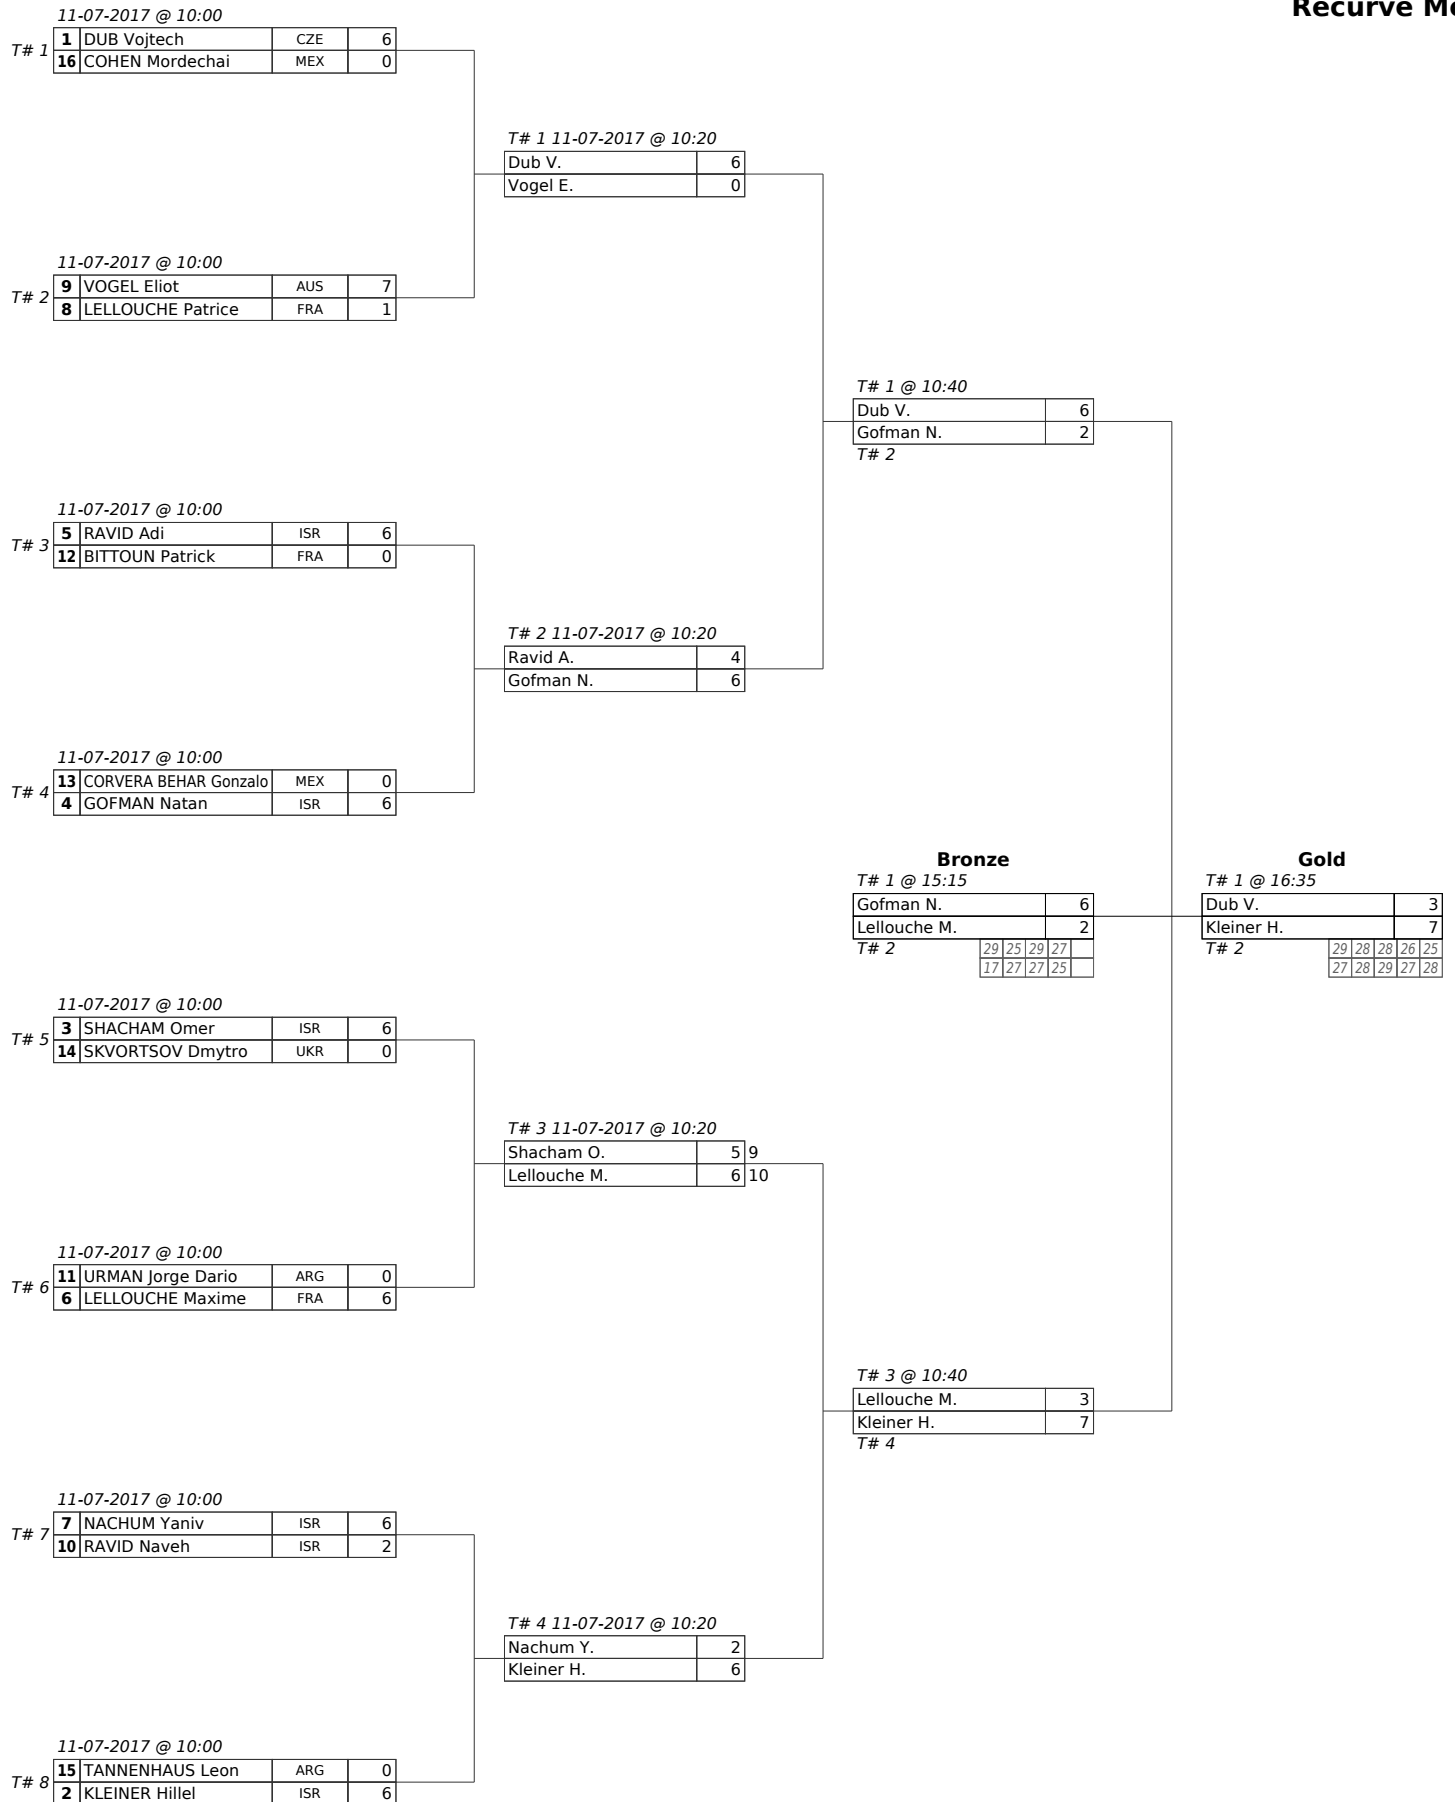 Recurve Me
11-07-2017 @ 10:00
T# 1
1 DUB Vojtech CZE 6
16 COHEN Mordechai MEX 0
T# 1 11-07-2017 @ 10:20
Dub V. 6
Vogel E. 0
11-07-2017 @ 10:00
T# 2
9 VOGEL Eliot AUS 7
8 LELLOUCHE Patrice FRA 1
T# 1 @ 10:40
Dub V. 6
Gofman N. 2
T# 2
11-07-2017 @ 10:00
T# 3
5 RAVID Adi ISR 6
12 BITTOUN Patrick FRA 0
T# 2 11-07-2017 @ 10:20
Ravid A. 4
Gofman N. 6
11-07-2017 @ 10:00
T# 4
13 CORVERA BEHAR Gonzalo MEX 0
4 GOFMAN Natan ISR 6
Bronze
T# 1 @ 15:15
Gofman N. 6
Lellouche M. 2
T# 2
29 25 29 27
17 27 27 25
Gold
T# 1 @ 16:35
Dub V. 3
Kleiner H. 7
T# 2
29 28 28 26 25
27 28 29 27 28
11-07-2017 @ 10:00
T# 5
3 SHACHAM Omer ISR 6
14 SKVORTSOV Dmytro UKR 0
T# 3 11-07-2017 @ 10:20
Shacham O. 5 9
Lellouche M. 6 10
11-07-2017 @ 10:00
T# 6
11 URMAN Jorge Dario ARG 0
6 LELLOUCHE Maxime FRA 6
T# 3 @ 10:40
Lellouche M. 3
Kleiner H. 7
T# 4
11-07-2017 @ 10:00
T# 7
7 NACHUM Yaniv ISR 6
10 RAVID Naveh ISR 2
T# 4 11-07-2017 @ 10:20
Nachum Y. 2
Kleiner H. 6
11-07-2017 @ 10:00
T# 8
15 TANNENHAUS Leon ARG 0
2 KLEINER Hillel ISR 6